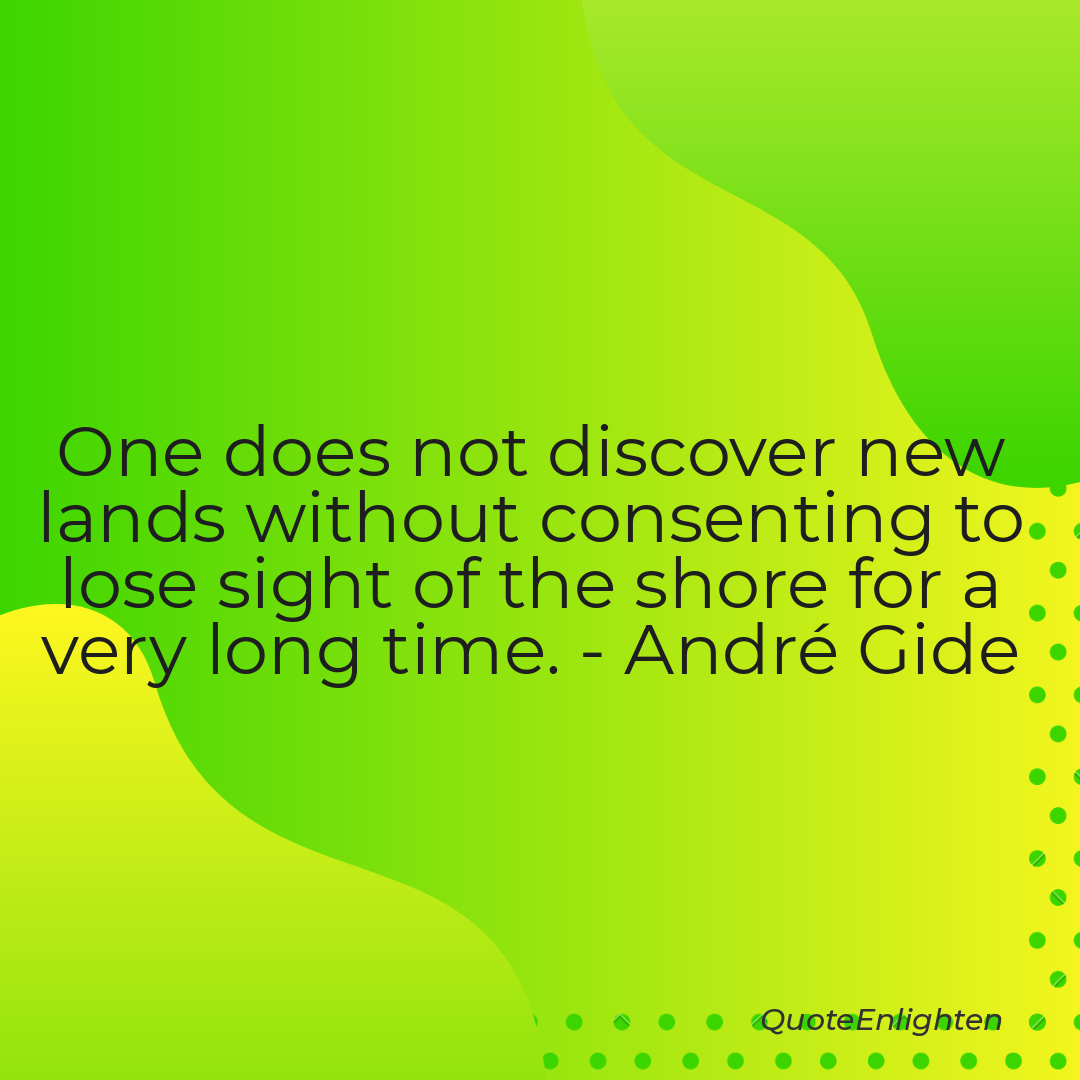 One does not discover new
lands without consenting to
lose sight of the shore for a
very long time. - André Gide
QuoteEnlighten